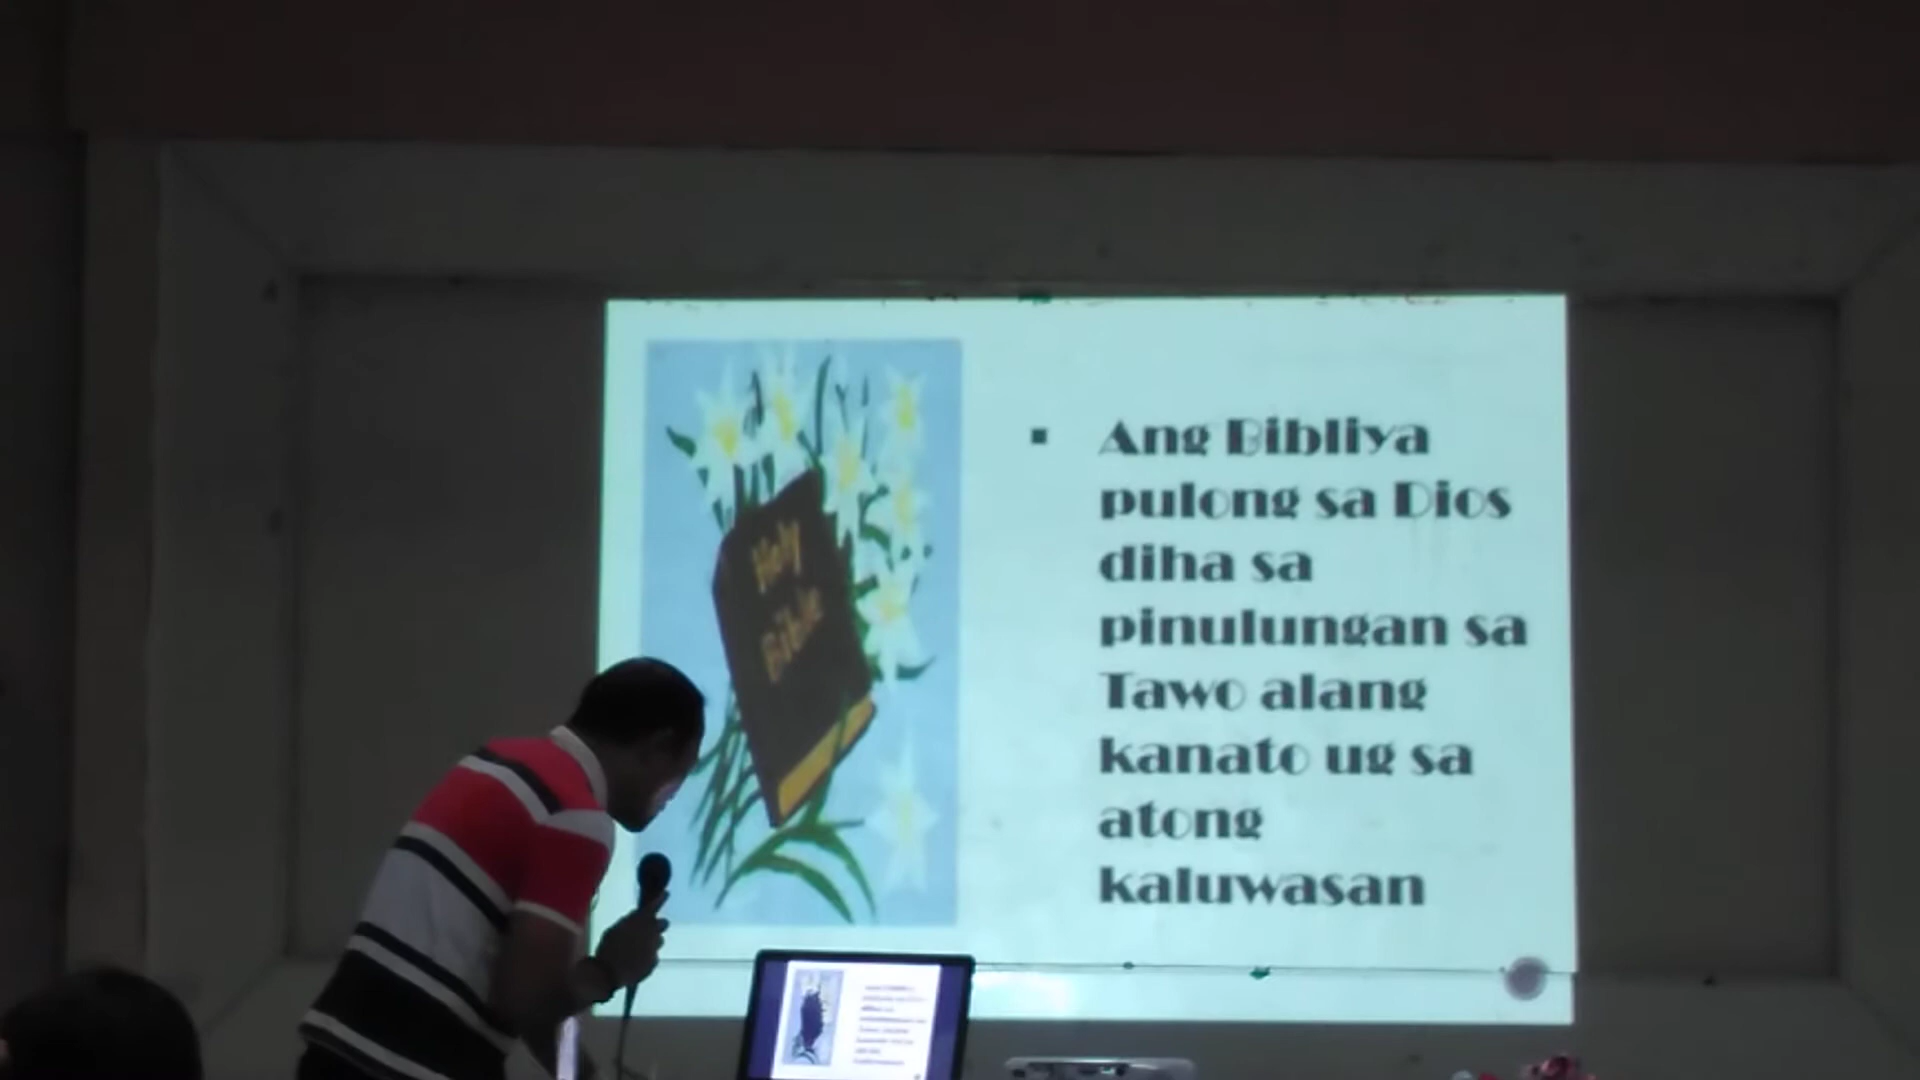 Holy
Bible
Ang Bibliya
pulong sa Dios
diha sa
pinulungan sa
Tawo alang
kanato ug sa
atong
kaluwasan